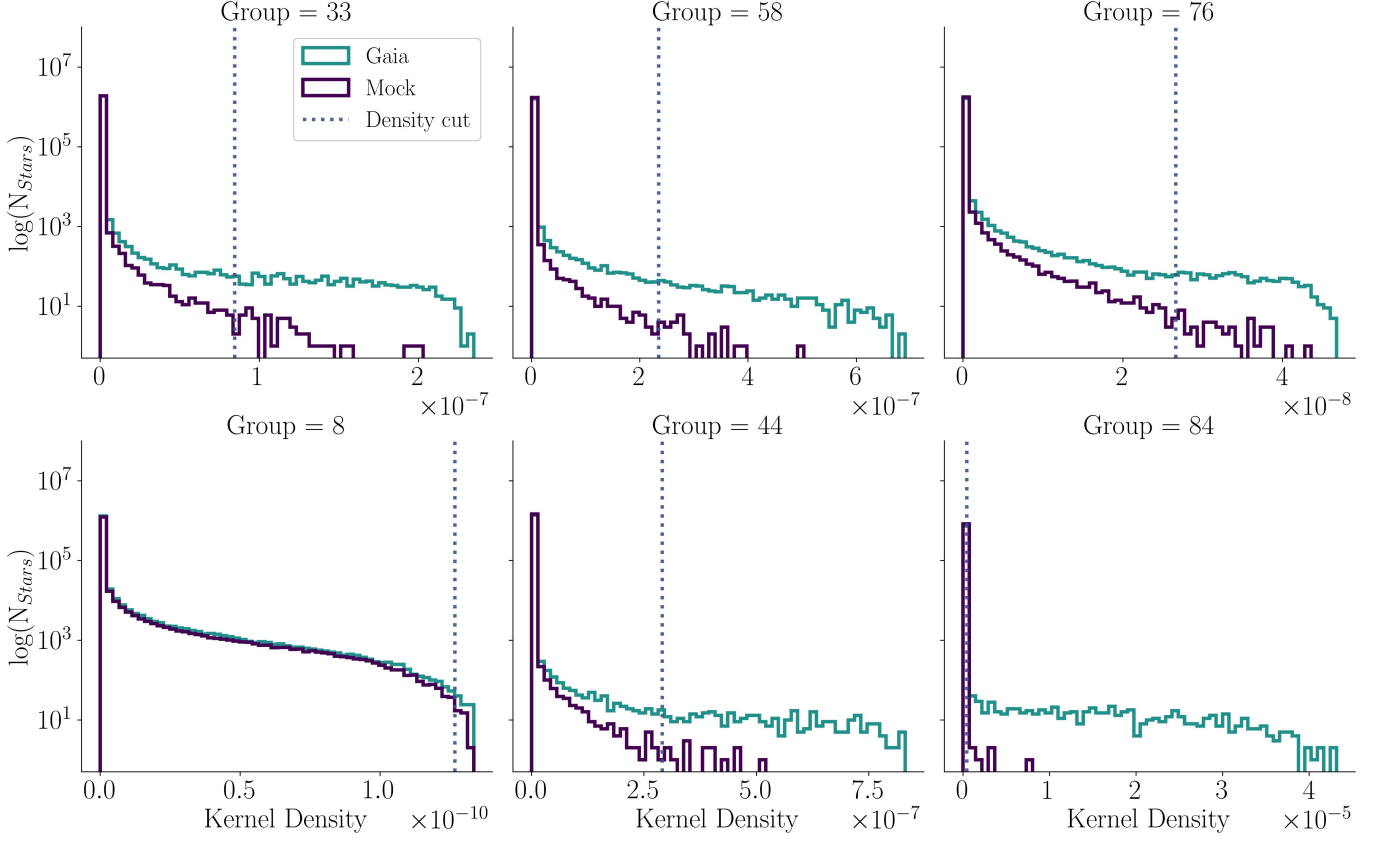 Group = 33
Group = 58
Group = 76
Gaia
Mock
Density cut
log(N_{Stars})
10^7
10^5
10^3
10^1
0 1 2
×10^{-7}
0 2 4 6
×10^{-7}
0 2 4
×10^{-8}
Group = 8
Group = 44
Group = 84
log(N_{Stars})
10^7
10^5
10^3
10^1
0.0 0.5 1.0
Kernel Density ×10^{-10}
0.0 2.5 5.0 7.5
Kernel Density ×10^{-7}
0 1 2 3 4
Kernel Density ×10^{-5}